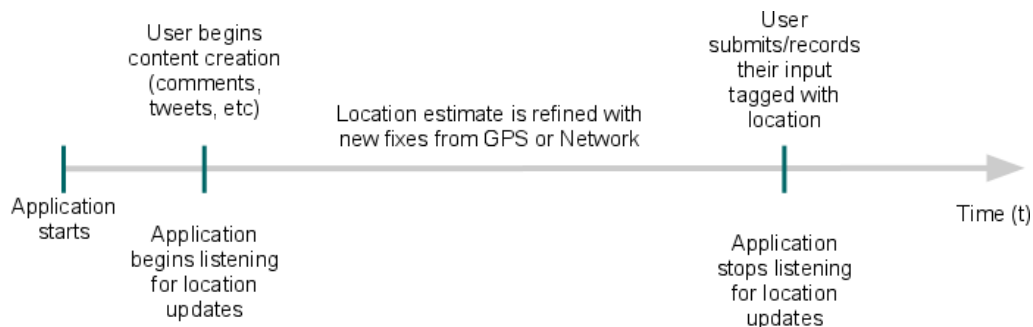 User begins
content creation
(comments,
tweets, etc)
User
submits/records
their input
tagged with
location
Location estimate is refined with
new fixes from GPS or Network
Application
starts
Application
begins listening
for location
updates
Application
stops listening
for location
updates
Time (t)